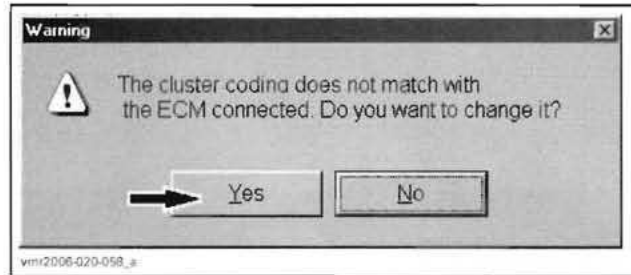 Warning
The cluster coding does not match with
the ECM connected. Do you want to change it?
Yes
No
vmr2006-020-058_a